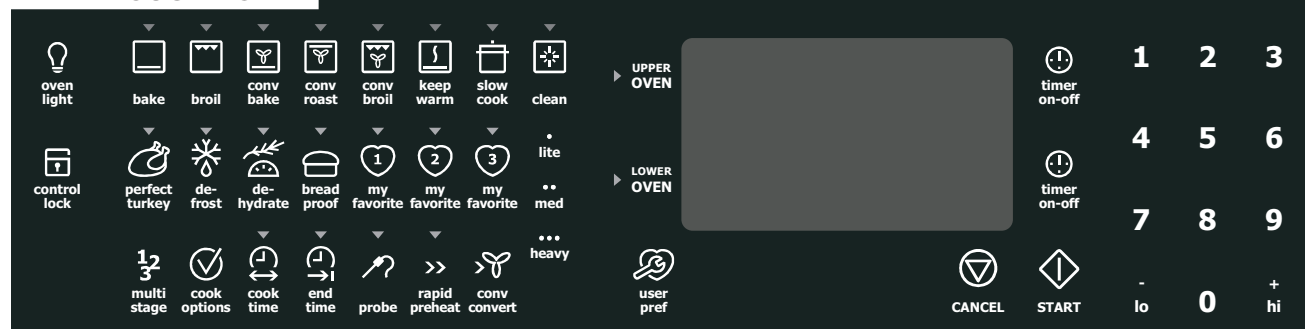 oven
light
bake
broil
conv
bake
conv
roast
conv
broil
keep
warm
slow
cook
clean
UPPER
OVEN
timer
on-off
1 2 3
control
lock
perfect
turkey
de-
frost
de-
hydrate
bread
proof
1
my
favorite
2
my
favorite
3
my
favorite
lite
med
heavy
LOWER
OVEN
timer
on-off
4 5 6
7 8 9
1
2
3
multi
stage
cook
options
cook
time
end
time
probe
>>
rapid
preheat
>
conv
convert
user
pref
CANCEL
START
-
lo
0
+
hi